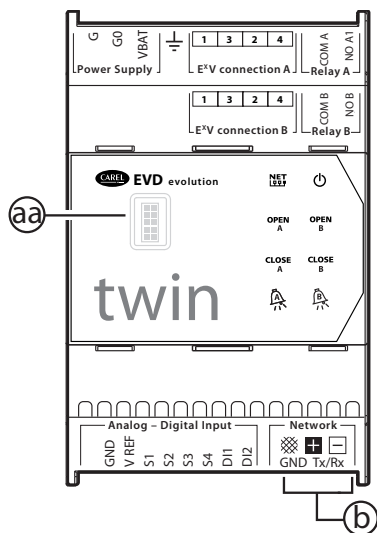 G G0 VBAT
1 3 2 4
COM A NO A1
Power Supply
EXV connection A
Relay A
1 3 2 4
COM B NO B
EXV connection B
Relay B
CAREL EVD evolution
NET
OPEN A OPEN B
CLOSE A CLOSE B
A B
aa
twin
Analog – Digital Input
Network
GND V REF S1 S2 S3 S4 DI1 DI2
GND Tx/Rx
b